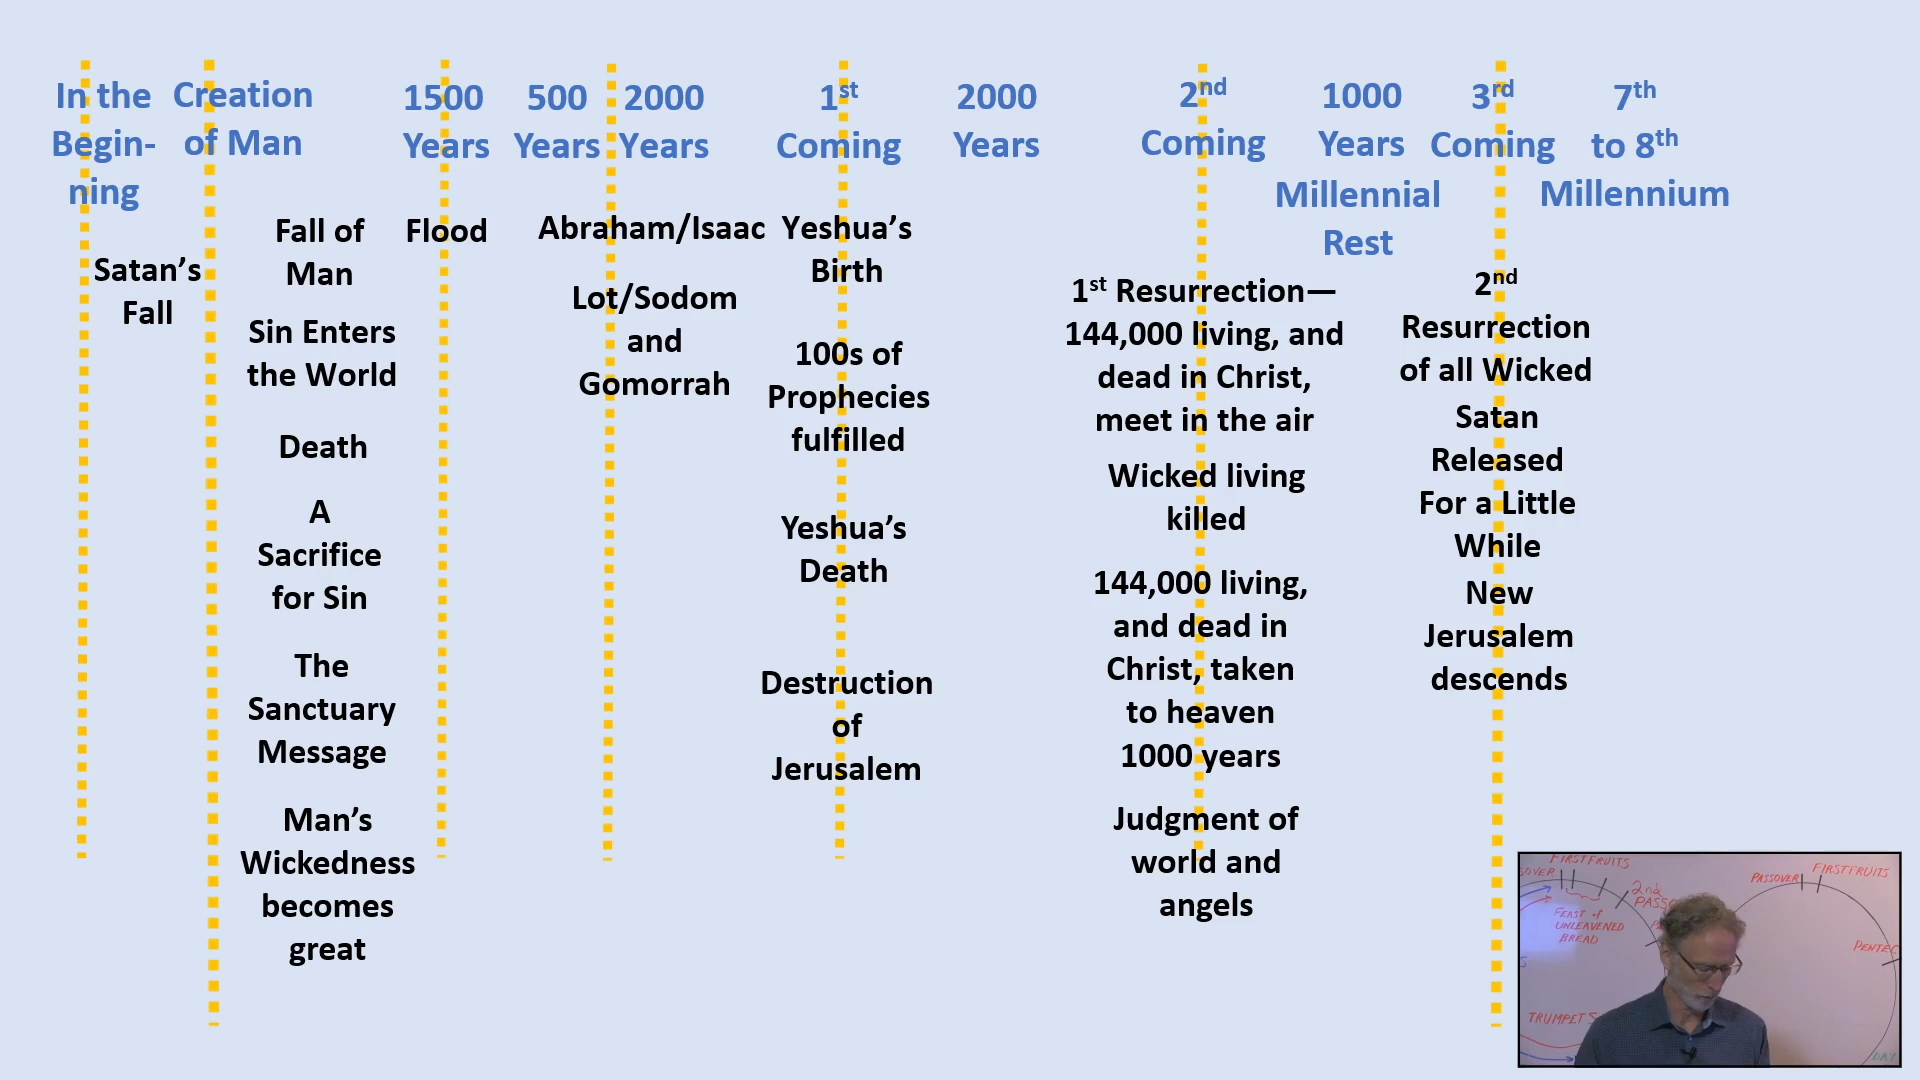 In the
Begin-
ning
Creation
of Man
1500
Years
500
Years
2000
Years
1st
Coming
2000
Years
2nd
Coming
1000
Years
Millennial
Rest
3rd
Coming
7th
to 8th
Millennium
Satan’s
Fall
Fall of
Man
Sin Enters
the World
Death
A
Sacrifice
for Sin
The
Sanctuary
Message
Man’s
Wickedness
becomes
great
Flood
Abraham/Isaac
Lot/Sodom
and
Gomorrah
Yeshua’s
Birth
100s of
Prophecies
fulfilled
Yeshua’s
Death
Destruction
of
Jerusalem
1st Resurrection—
144,000 living, and
dead in Christ,
meet in the air
Wicked living
killed
144,000 living,
and dead in
Christ, taken
to heaven
1000 years
Judgment of
world and
angels
2nd
Resurrection
of all Wicked
Satan
Released
For a Little
While
New
Jerusalem
descends
FIRSTFRUITS
2nd
FEAST of
UNLEAVENED
BREAD
TRUMPETS
PASSOVER
FIRSTFRUITS
DAY